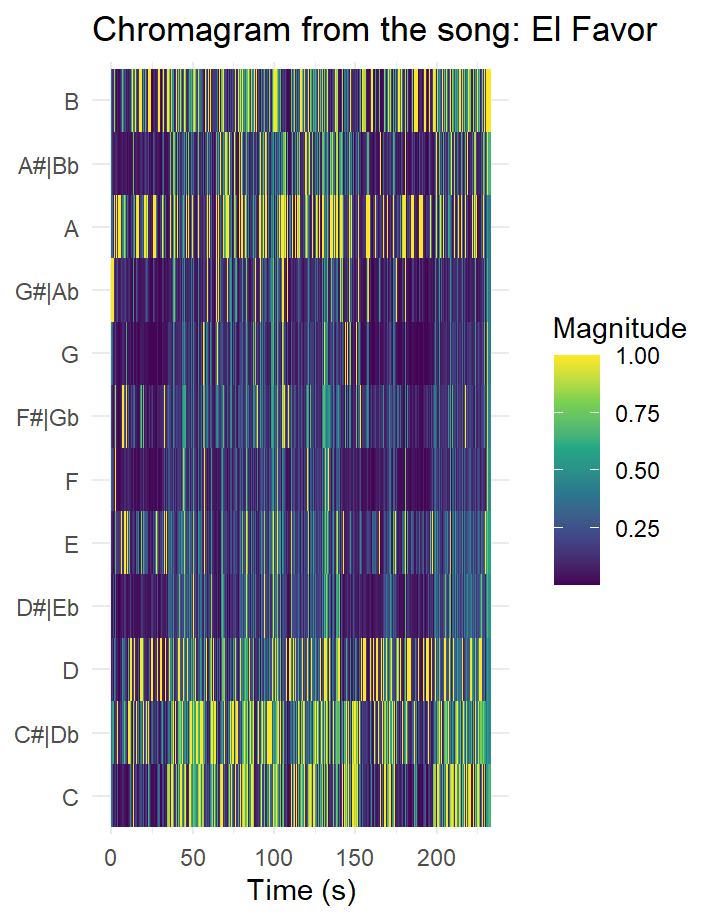 Chromagram from the song: El Favor
B
A#|Bb
A
G#|Ab
G
F#|Gb
F
E
D#|Eb
D
C#|Db
C
0 50 100 150 200
Time (s)
Magnitude
1.00
0.75
0.50
0.25